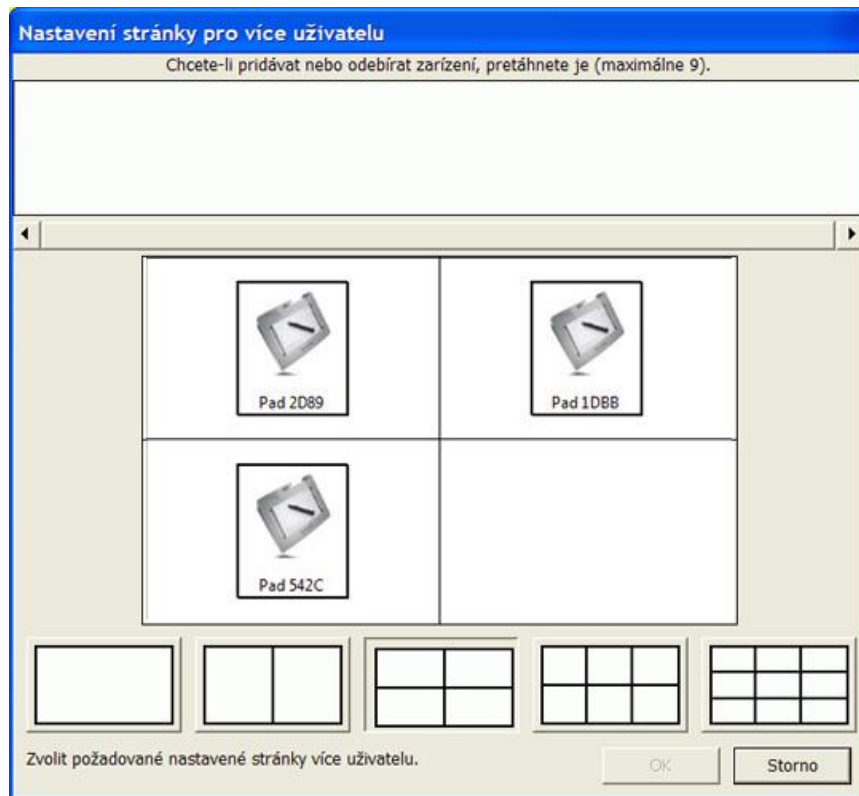 Nastavení stránky pro více uživatelu
Chcete-li pridávat nebo odebírat zarízení, pretáhnete je (maximálne 9).
Pad 2D89
Pad 1DBB
Pad 542C
Zvolit požadované nastavené stránky více uživatelu.
OK
Storno